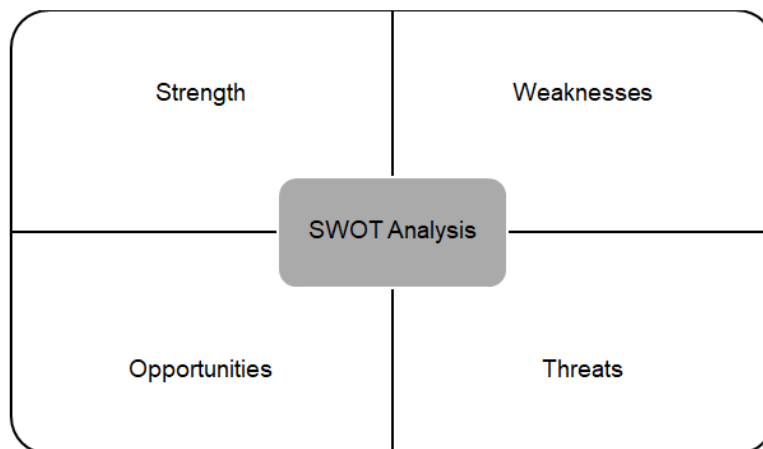 Strength
Weaknesses
SWOT Analysis
Opportunities
Threats